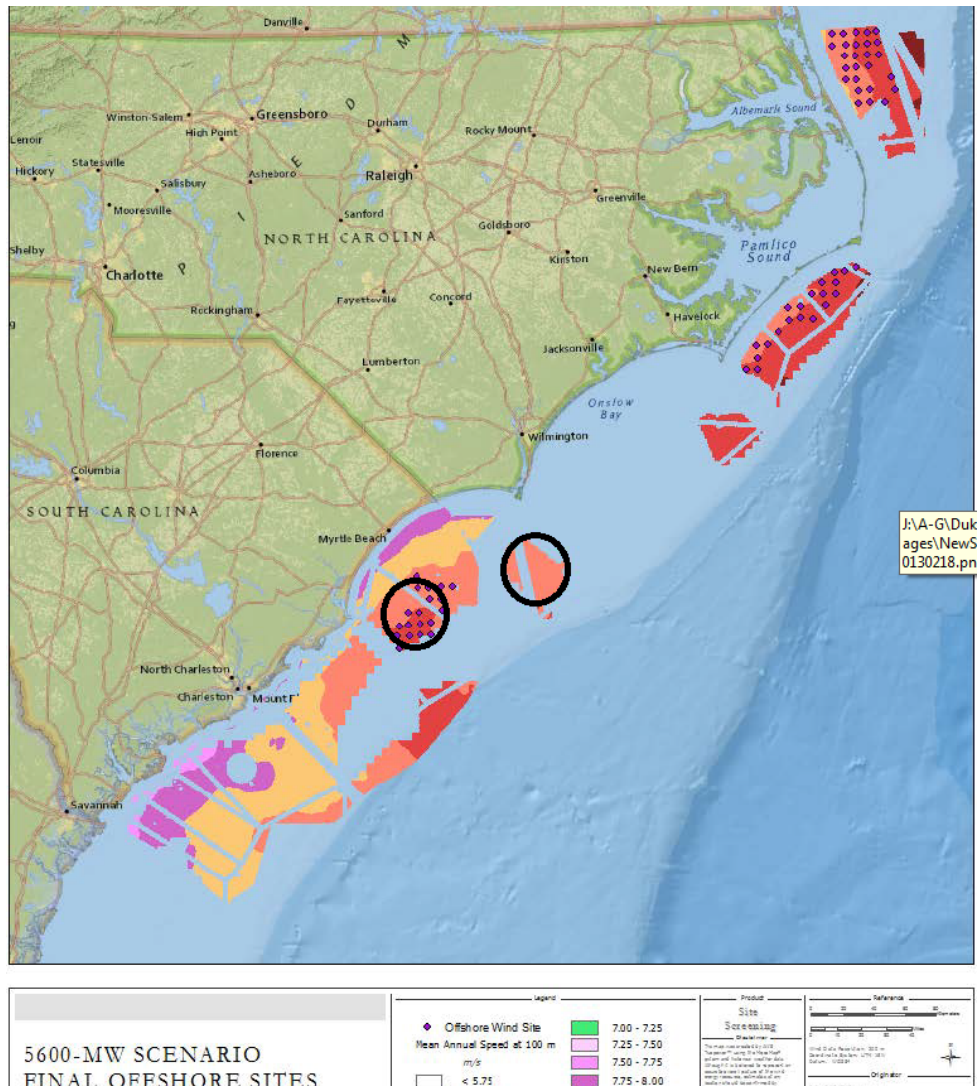 Danville
M
Winston-Salem
Greensboro
High Point
Durham
D
Rocky Mount
Albemarle Sound
Lenoir
Hickory
Statesville
Salisbury
Asheboro
E
Raleigh
Mooresville
I
Sanford
Greenville
Shelby
NORTH CAROLINA
Goldsboro
Pamlico
Sound
Charlotte
P
Kinston
New Bern
Fayetteville
Concord
Rockingham
Havelock
g
Lumberton
Jacksonville
Onslow
Bay
Florence
Wilmington
Columbia
SOUTH CAROLINA
Myrtle Beach
J:\A-G\Duk
ages\NewS
0130218.pn
North Charleston
Charleston
Mount Pl
Savannah
5600-MW SCENARIO
FINAL OFFSHORE SITES
Legend
Offshore Wind Site
Mean Annual Speed at 100 m
m/s
< 5.75
7.00 - 7.25
7.25 - 7.50
7.50 - 7.75
7.75 - 8.00
Product
Site
Screening
Disclaimer
Reference
Originator